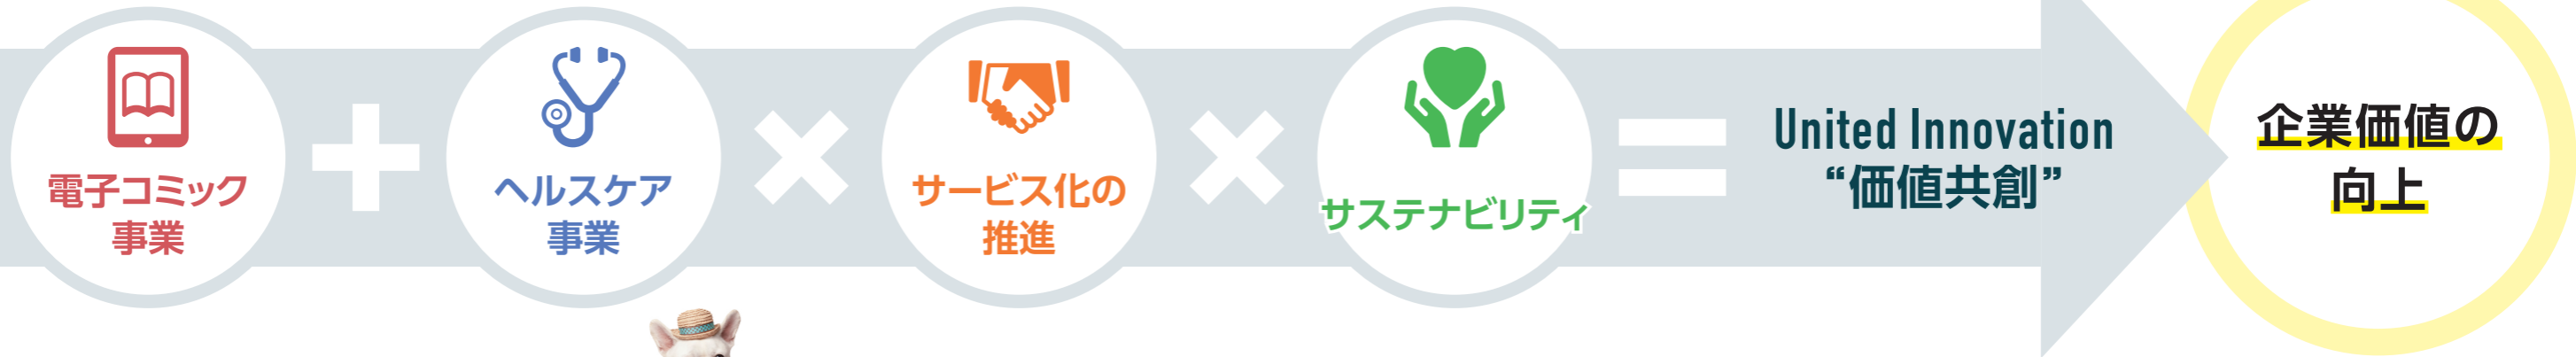 電子コミック
事業
ヘルスケア
事業
サービス化の
推進
サステナビリティ
United Innovation
“価値共創”
企業価値の
向上